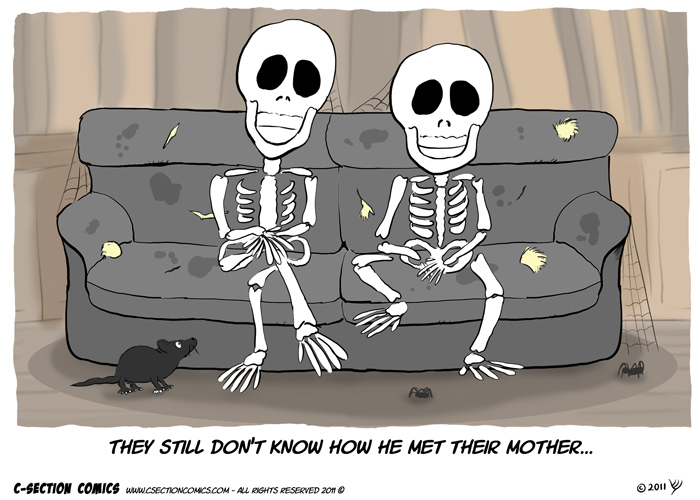 THEY STILL DON'T KNOW HOW HE MET THEIR MOTHER...
C-SECTION COMICS WWW.CSECTIONCOMICS.COM - ALL RIGHTS RESERVED 2011 © © 2011